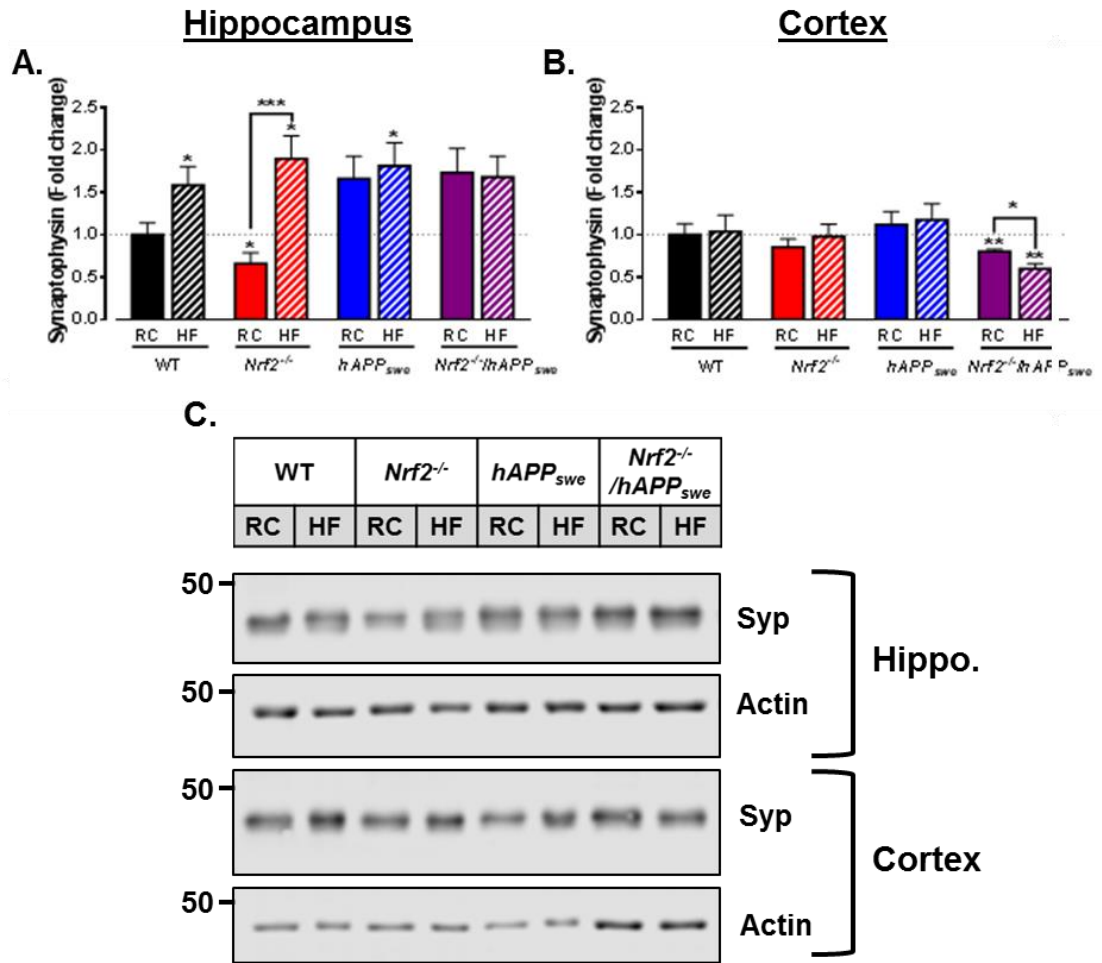 Hippocampus
Cortex
A.
B.
Synaptophysin (Fold change)
2.5
2.0
1.5
1.0
0.5
0.0
*
*
***
*
*
RC HF RC HF RC HF RC HF
WT Nrf2-/- hAPPswe Nrf2-/-/hAPPswe
Synaptophysin (Fold change)
2.5
2.0
1.5
1.0
0.5
0.0
*
**
**
RC HF RC HF RC HF RC HF
WT Nrf2-/- hAPPswe Nrf2-/-/hAPPswe
C.
WT Nrf2-/- hAPPswe Nrf2-/-
/hAPPswe
RC HF RC HF RC HF RC HF
50
Syp
Hippo.
50
Actin
50
Syp
Cortex
50
Actin